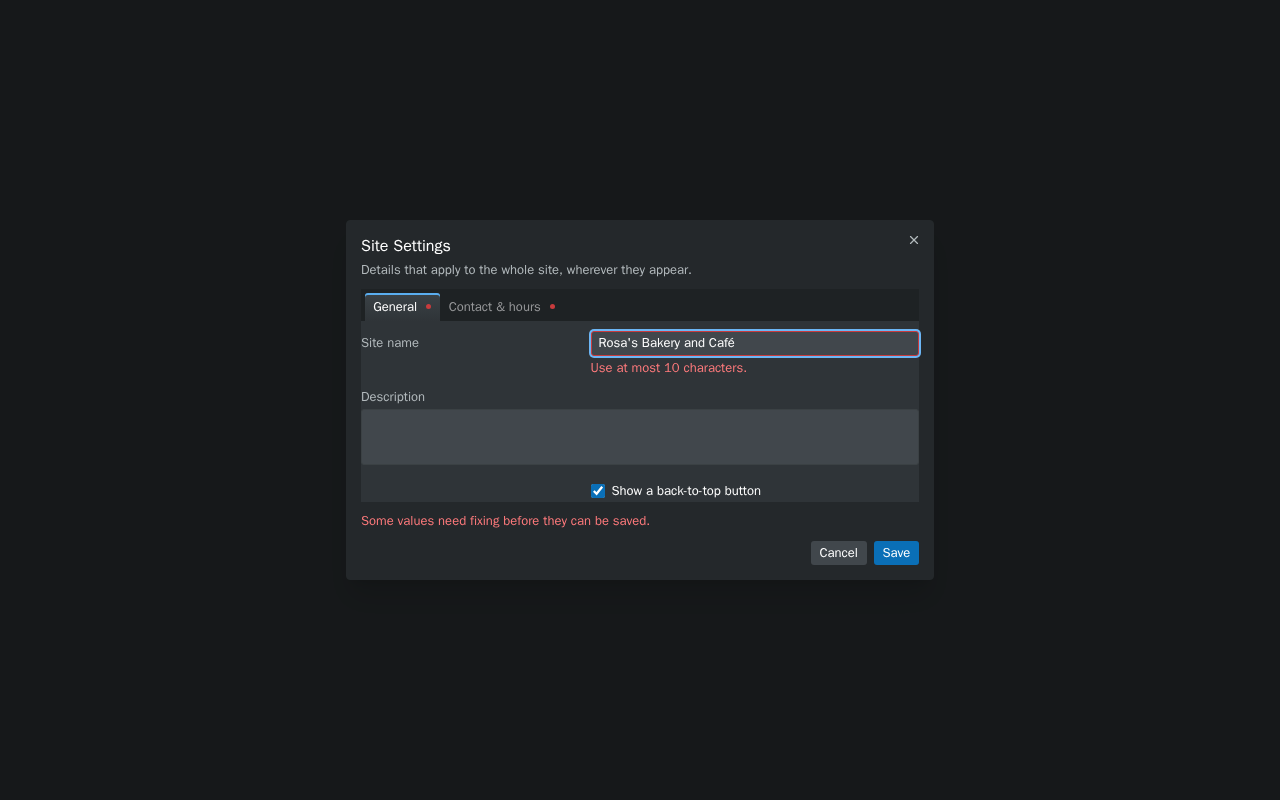 Site Settings
Details that apply to the whole site, wherever they appear.
General
Contact & hours
Site name
Rosa's Bakery and Café
Use at most 10 characters.
Description
Show a back-to-top button
Some values need fixing before they can be saved.
Cancel
Save